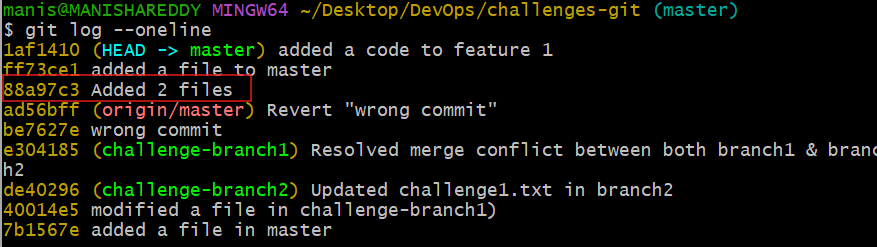 manis@MANISHAREDDY MINGW64 ~/Desktop/DevOps/challenges-git (master)
$ git log --oneline
1af1410 (HEAD -> master) added a code to feature 1
ff73ce1 added a file to master
88a97c3 Added 2 files
ad56bff (origin/master) Revert "wrong commit"
be7627e wrong commit
e304185 (challenge-branch1) Resolved merge conflict between both branch1 & branc
h2
de40296 (challenge-branch2) Updated challenge1.txt in branch2
40014e5 modified a file in challenge-branch1)
7b1567e added a file in master